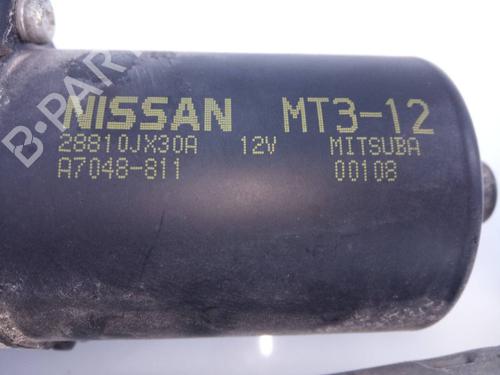 NISSAN MT3-12
28810JX30A 12V MITSUBA
A7048-811 00108
B-PARTS